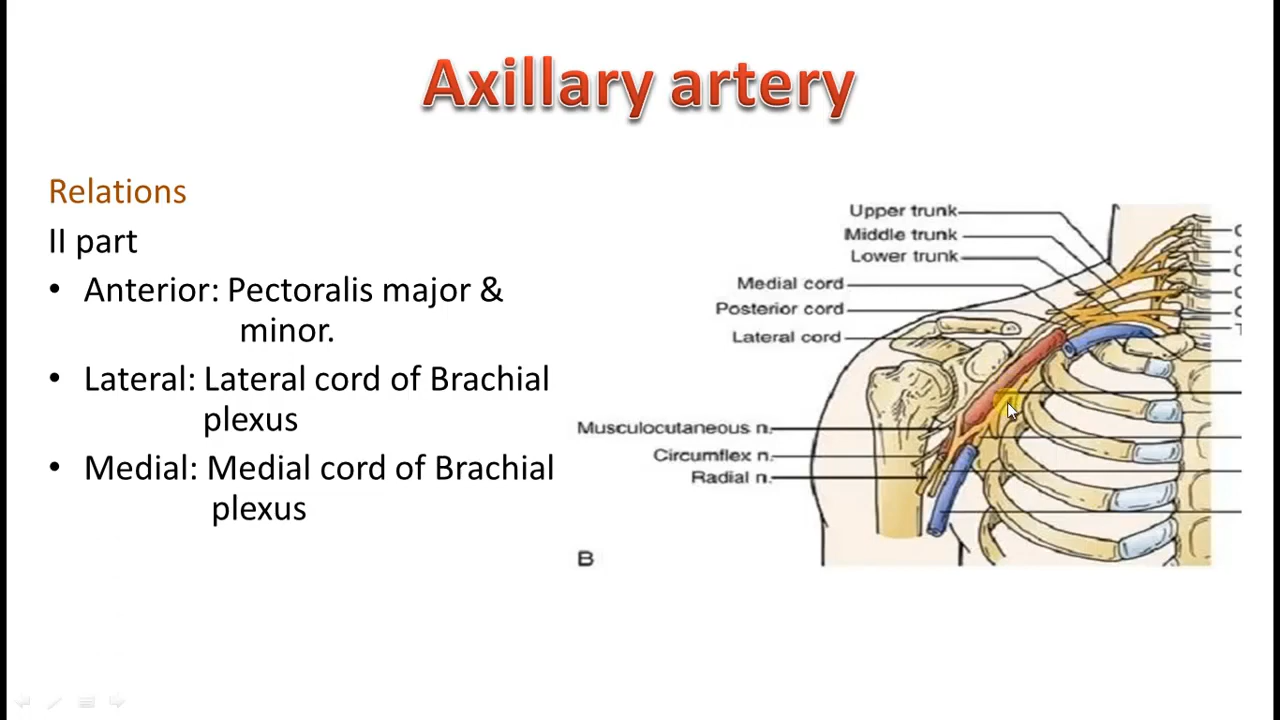 Axillary artery
Relations
II part
• Anterior: Pectoralis major &
minor.
• Lateral: Lateral cord of Brachial
plexus
• Medial: Medial cord of Brachial
plexus
Upper trunk
Middle trunk
Lower trunk
Medial cord
Posterior cord
Lateral cord
Musculocutaneous n.
Circumflex n.
Radial n.
B